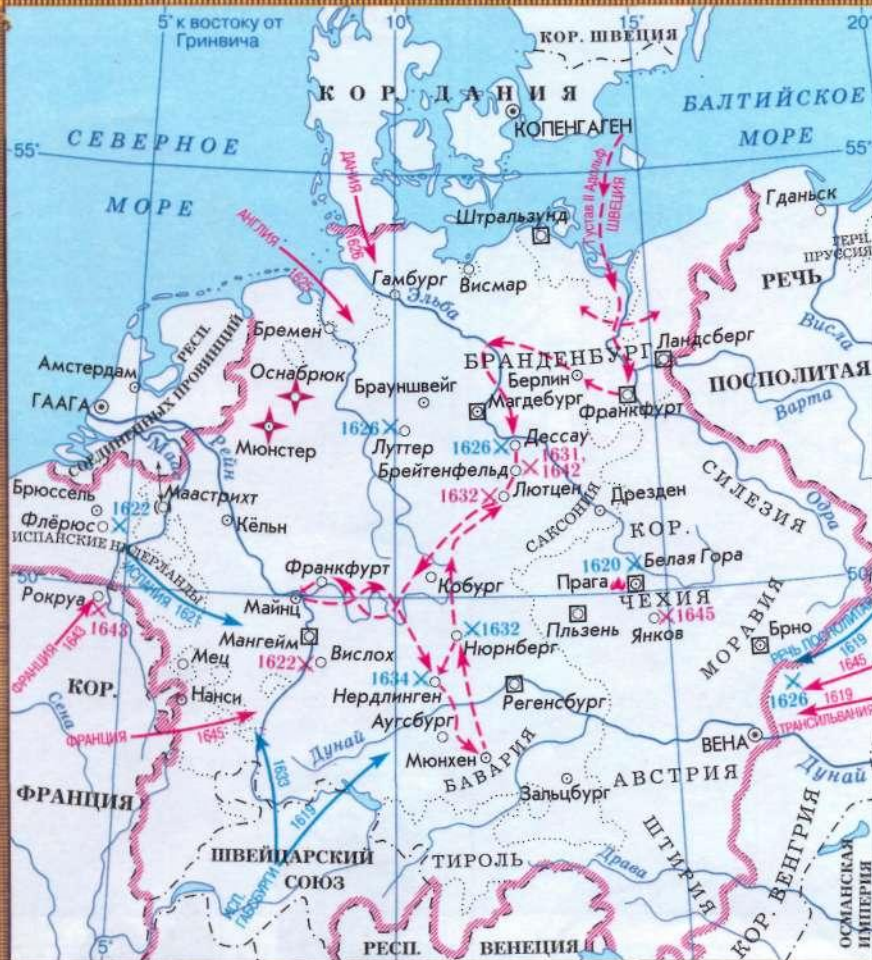 5° к востоку от
Гринвича
10°
15°
20°
КОР. ШВЕЦИЯ
КОР. ДАНИЯ
КОПЕНГАГЕН
БАЛТИЙСКОЕ
МОРЕ
СЕВЕРНОЕ
МОРЕ
55°
55°
ДАНИЯ
1626
Густав II Адольф
ШВЕЦИЯ
Гданьск
Штральзунд
ГЕРЦ.
ПРУССИЯ
АНГЛИЯ
1625
Гамбург
Висмар
РЕЧЬ
ПОСПОЛИТАЯ
Эльба
Висла
Бремен
РЕСП.
СОЕДИНЕННЫХ ПРОВИНЦИЙ
Ландсберг
БРАНДЕНБУРГ
Амстердам
Оснабрюк
Берлин
ГААГА
Брауншвейг
Магдебург
Франкфурт
Варта
1626
Луттер
Мюнстер
1626
Дессау
Маас
Рейн
1631,
1642
Брейтенфельд
Брюссель
1622
Маастрихт
1632
Лютцен
СИЛЕЗИЯ
Одра
Флёрюс
Кёльн
Дрезден
САКСОНИЯ
ИСПАНСКИЕ НИДЕРЛАНДЫ
КОР.
ЧЕХИЯ
1620
Белая Гора
50°
50°
Франкфурт
Кобург
Прага
ИСПАНИЯ 1621
Рокруа
1643
Майнц
1645
Янков
ФРАНЦИЯ
1643
Мангейм
1632
Нюрнберг
Пльзень
МОРАВИЯ
Брно
РЕЧЬ ПОСПОЛИТАЯ
1619
Мец
1622
Вислох
1645
КОР.
ФРАНЦИЯ
1634
Нердлинген
1626
1619
ТРАНСИЛЬВАНИЯ
Сена
Нанси
Регенсбург
Аугсбург
ФРАНЦИЯ
1645
Дунай
ВЕНА
Мюнхен
БАВАРИЯ
АВСТРИЯ
Дунай
1633
1619
Зальцбург
ИСП.
ГАБСБУРГИ
ШВЕЙЦАРСКИЙ
СОЮЗ
ТИРОЛЬ
ШТИРИЯ
Драва
КОР. ВЕНГРИЯ
ОСМАНСКАЯ
ИМПЕРИЯ
5°
РЕСП. ВЕНЕЦИЯ